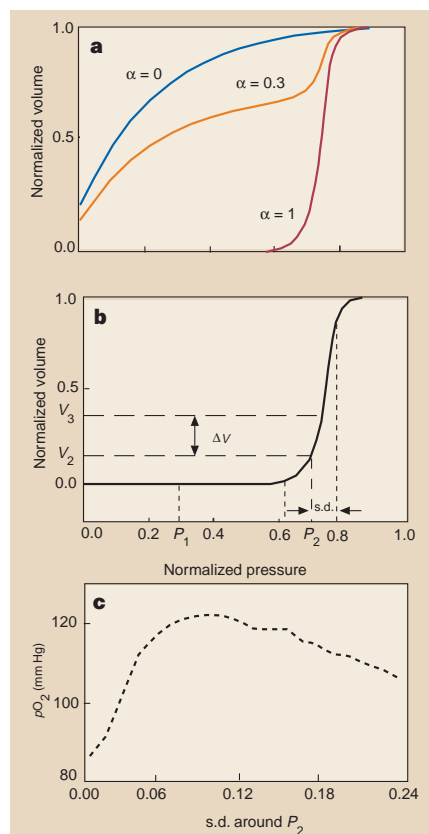 a
1.0
α = 0
α = 0.3
0.5
Normalized volume
α = 1
0.0
b
1.0
Normalized volume
0.5
V3
ΔV
V2
0.0
s.d.
0.0 0.2 P1 0.4 0.6 P2 0.8 1.0
Normalized pressure
c
120
pO2 (mm Hg)
100
80
0.00 0.06 0.12 0.18 0.24
s.d. around P2